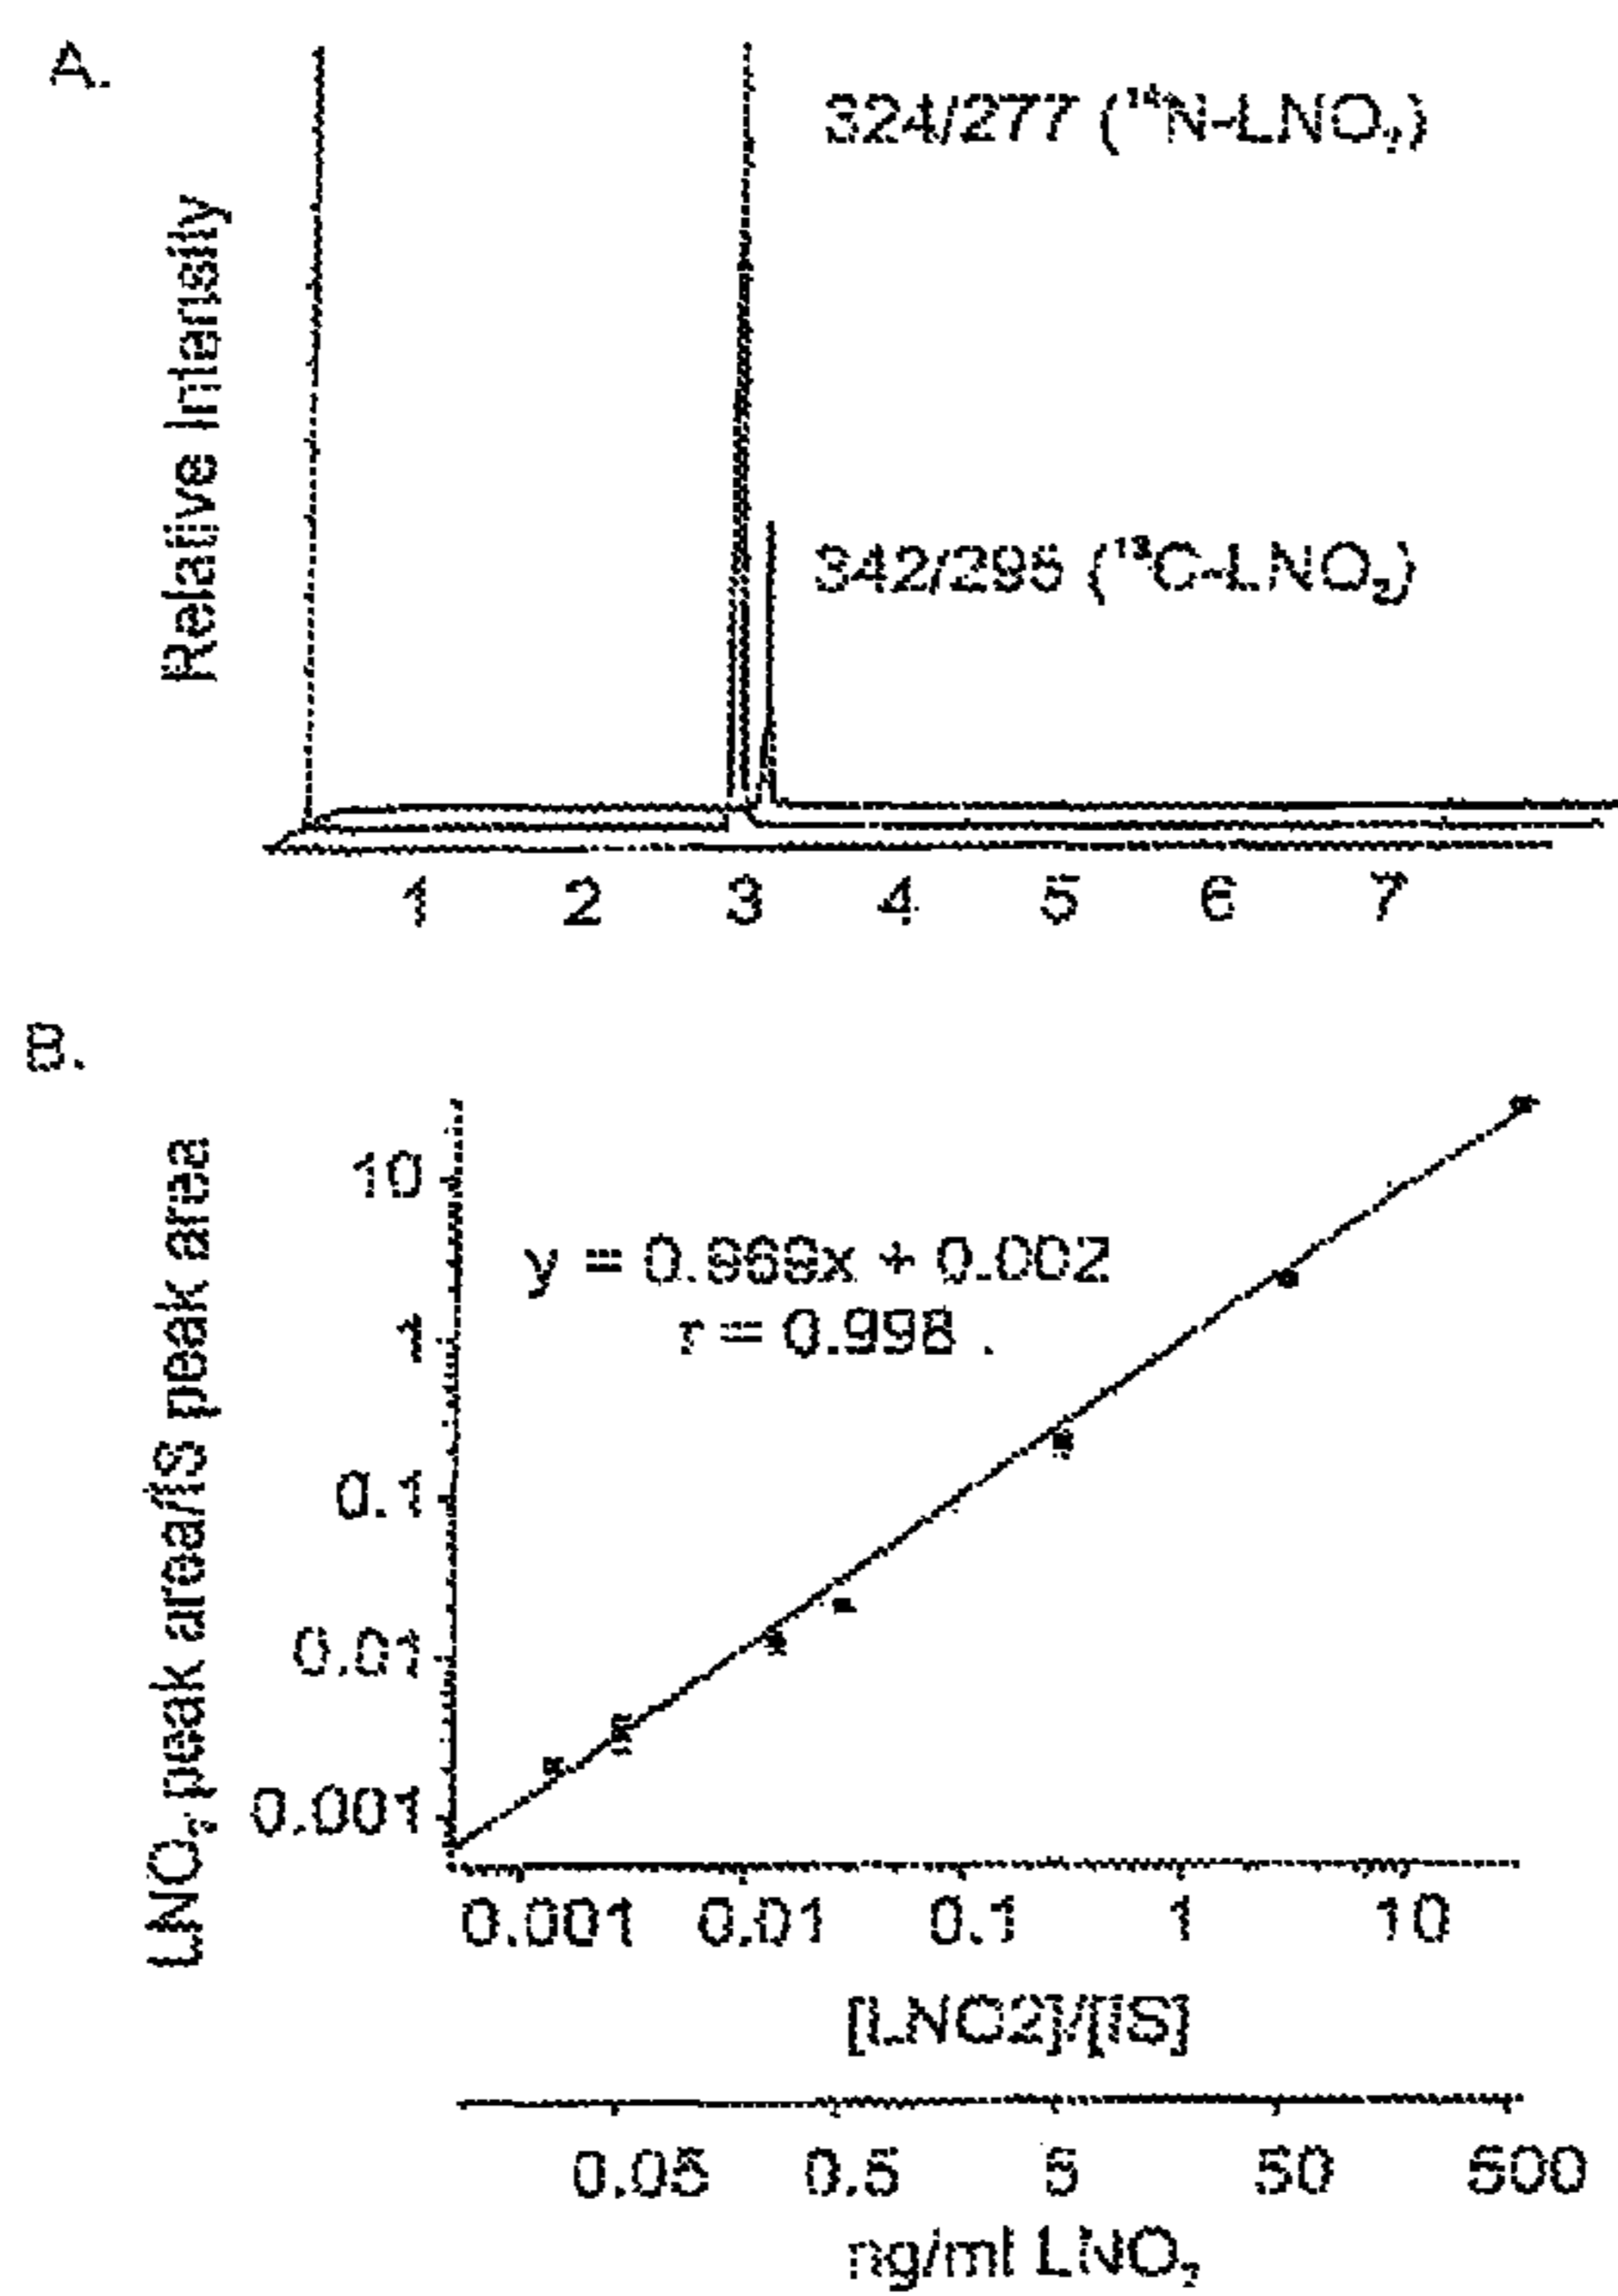 A.
324/277 (¹⁴N-LNO₂)
Relative Intensity
342/295 (¹³C-LNO₂)
1 2 3 4 5 6 7
B.
LNO₂ peak area/IS peak area
10
y = 0.969x + 0.002
1
r = 0.998
0.1
0.01
0.001
0.001 0.01 0.1 1 10
[LNO2]/[IS]
0.05 0.5 5 50 500
ng/ml LNO₂